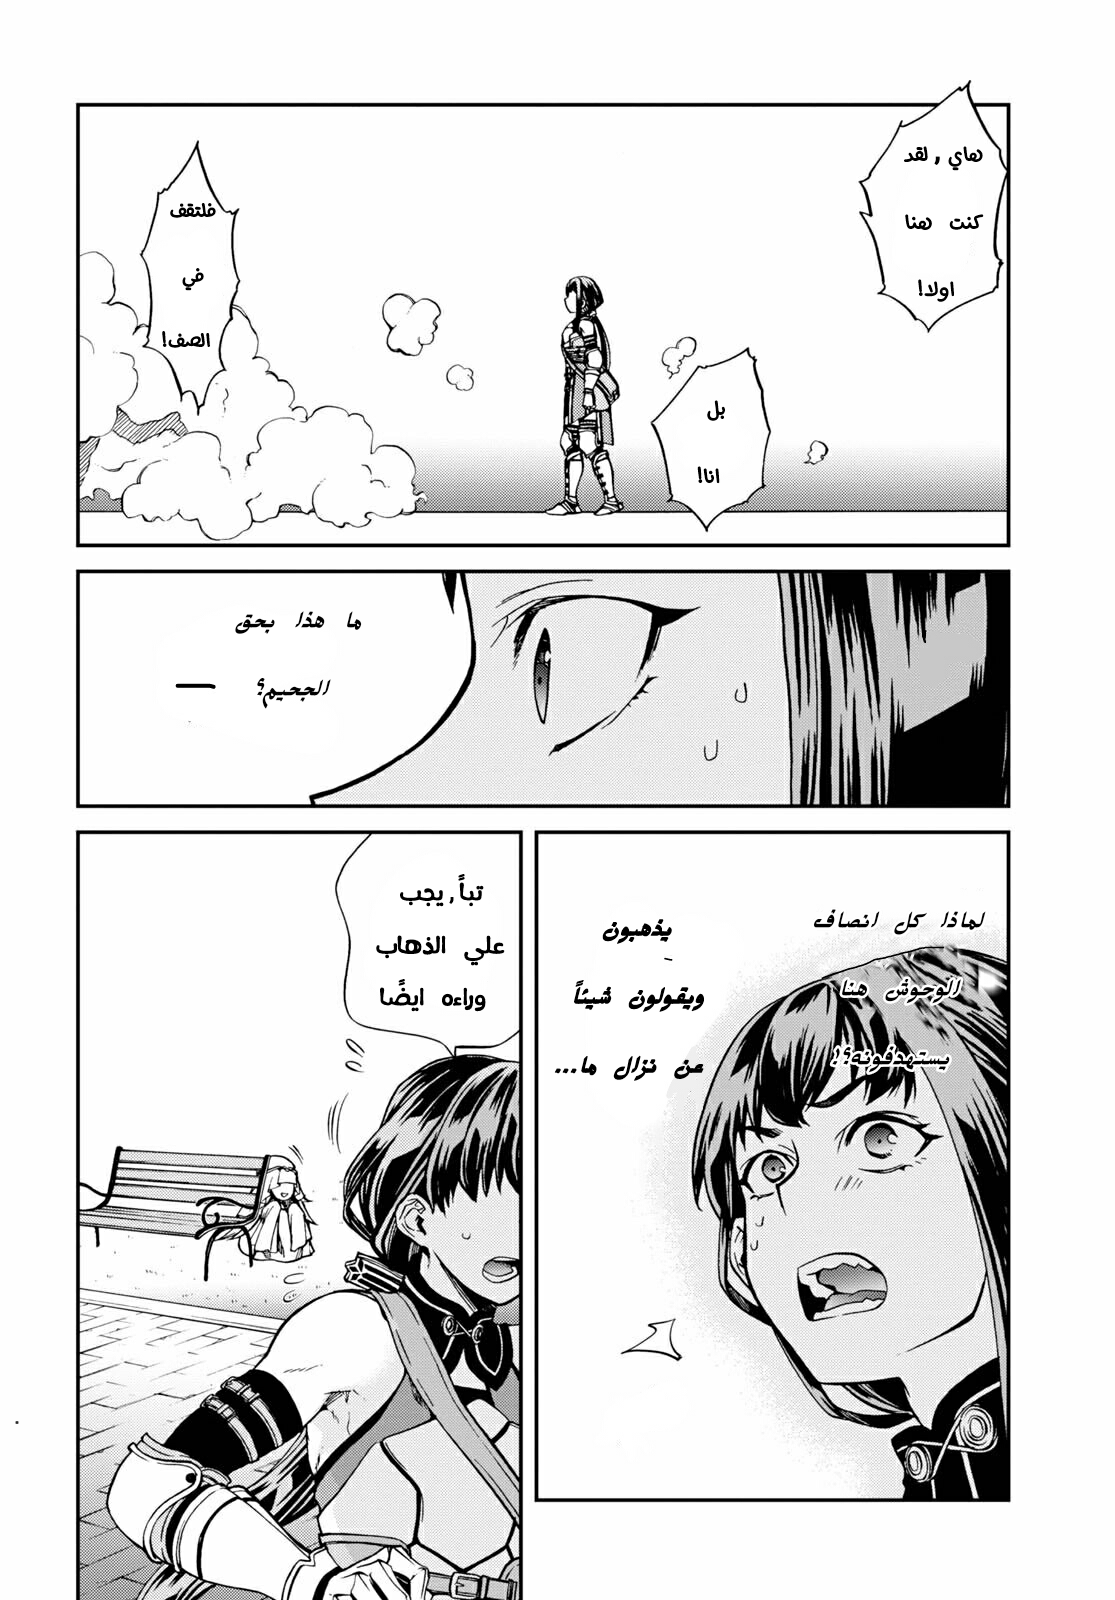 هاي , لقد
كنت هنا
اولا!
بل
انا!
فلتقف
في
الصف!
ما هذا بحق
الجحيم؟ —
لماذا كل انصاف
الوحوش هنا
يستهدفونه؟!
يذهبون
ويقولون شيئاً
عن نزال ما...
تباً , يجب
علي الذهاب
وراءه ايضًا